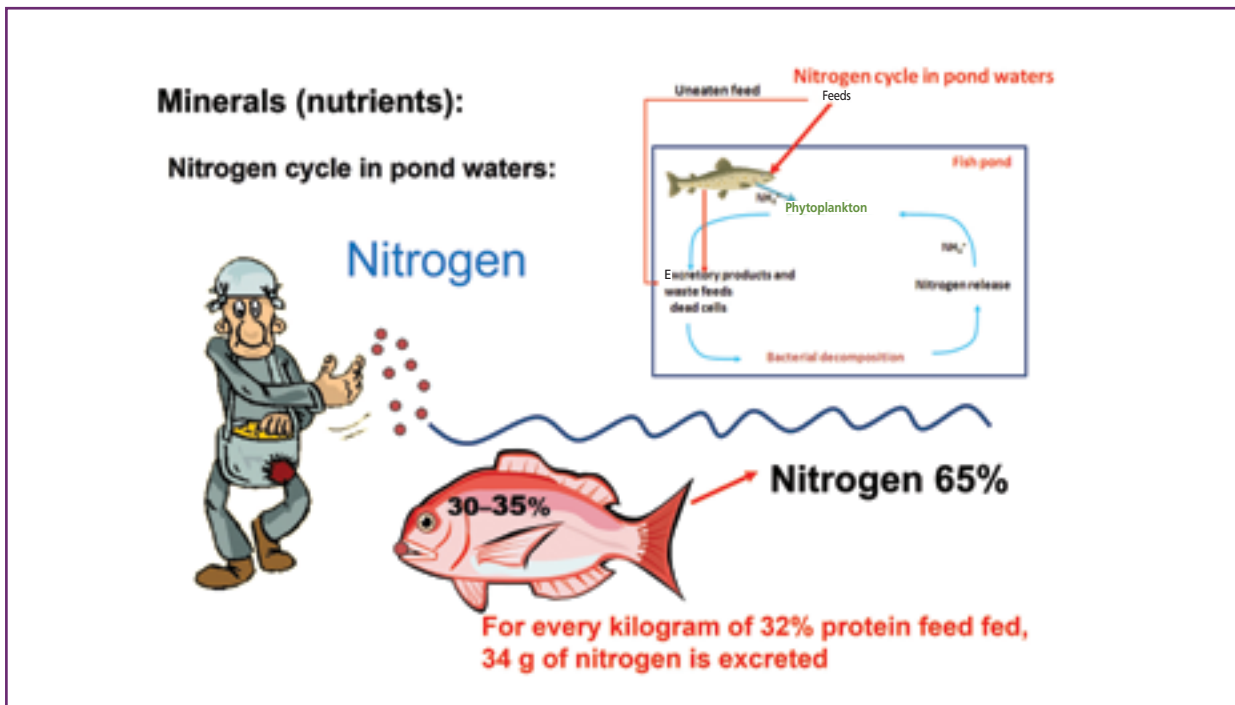 Minerals (nutrients):
Nitrogen cycle in pond waters:
Nitrogen
Nitrogen cycle in pond waters
Uneaten feed
Feeds
Fish pond
NH₄⁺
Phytoplankton
Excretory products and
waste feeds
dead cells
NH₄⁺
Nitrogen release
Bacterial decomposition
30–35%
Nitrogen 65%
For every kilogram of 32% protein feed fed,
34 g of nitrogen is excreted